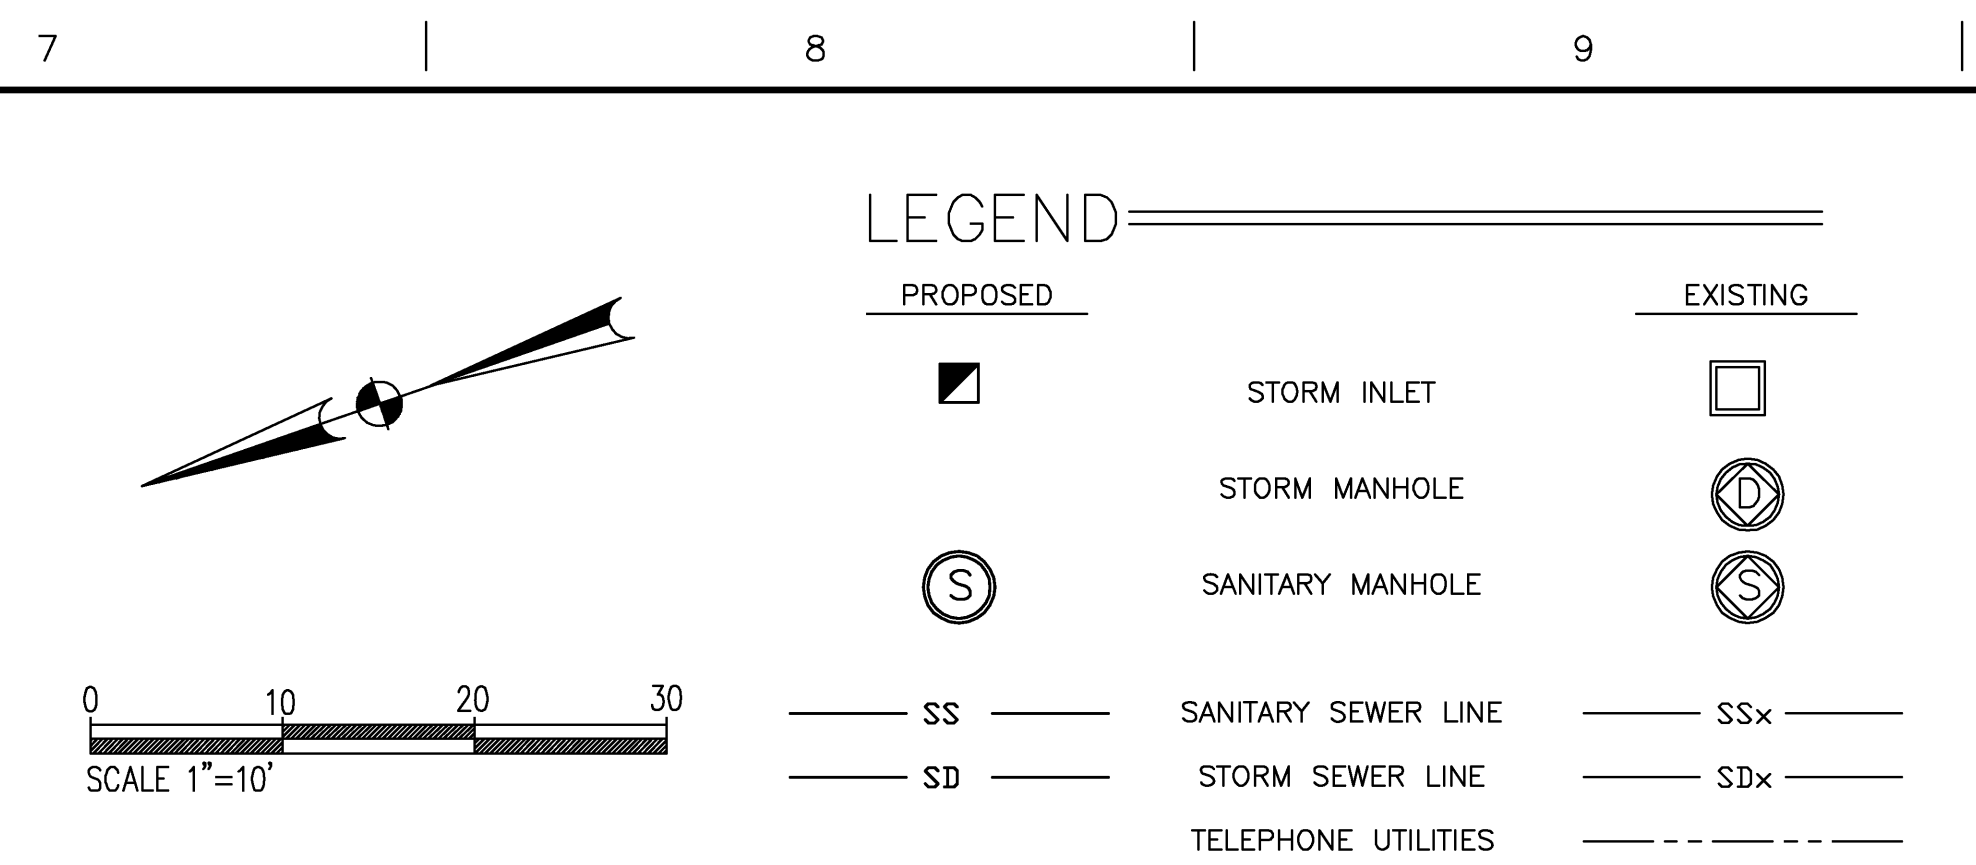 7 8 9
LEGEND
PROPOSED EXISTING
STORM INLET
STORM MANHOLE D
S SANITARY MANHOLE S
0 10 20 30
SS SANITARY SEWER LINE SSx
SCALE 1"=10'
SD STORM SEWER LINE SDx
TELEPHONE UTILITIES